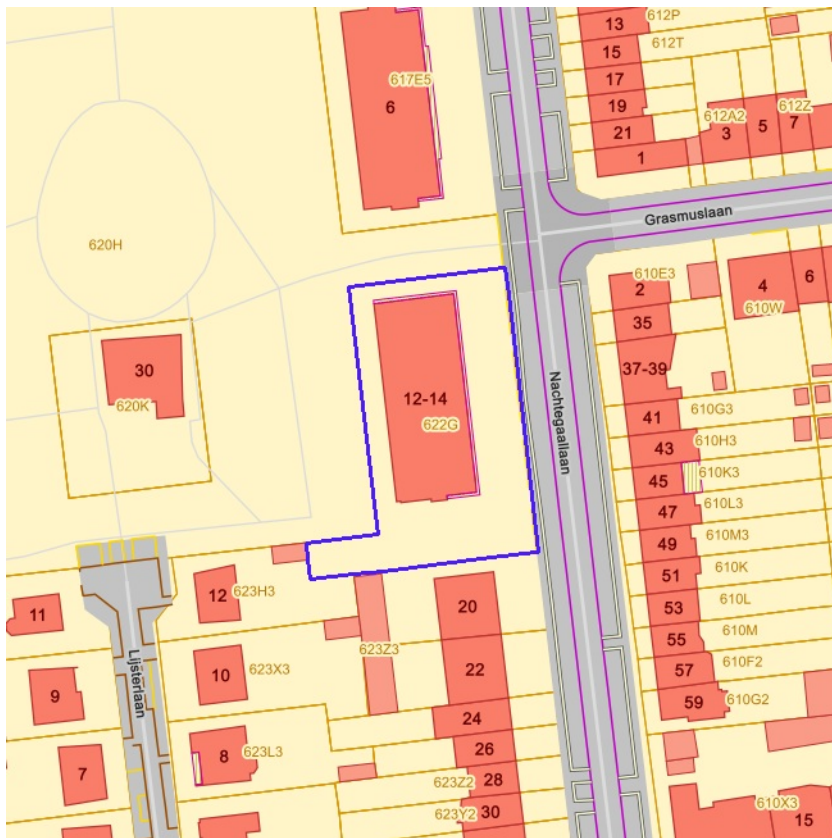 13
612P
15
612T
17
617E5
6
19
612A2
612Z
21
3
5
7
1
Grasmuslaan
620H
610E3
2
4
6
35
610W
30
37-39
Nachtegaallaan
12-14
620K
622G
41
610G3
43
610H3
45
610K3
47
610L3
49
610M3
51
610K
12
623H3
20
53
610L
11
55
610M
623Z3
Lijsterlaan
10
623X3
22
57
610F2
9
59
610G2
24
8
623L3
26
7
623Z2
28
610X3
623Y2
30
15